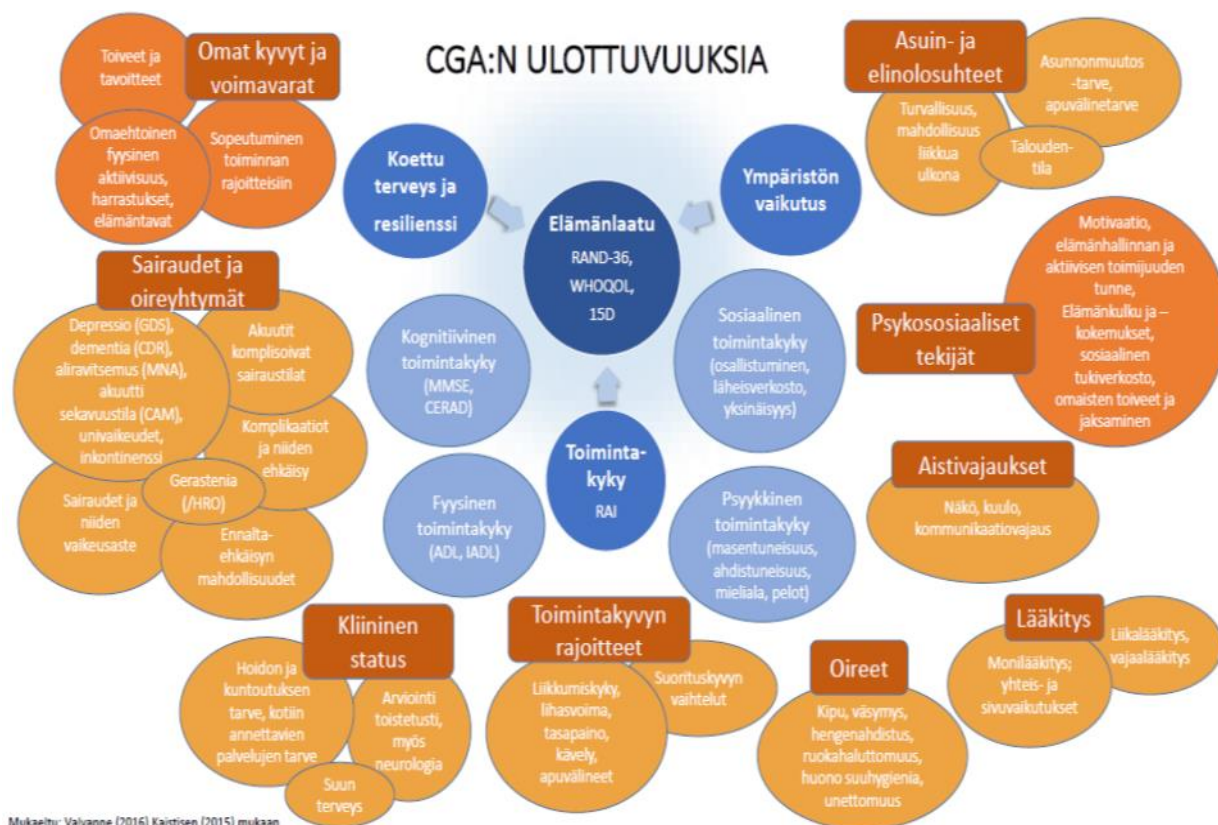 CGA:N ULOTTUVUUKSIA
Omat kyvyt ja
voimavarat
Toiveet ja
tavoitteet
Omaehtoinen
fyysinen
aktiivisuus,
harrastukset,
elämäntavat
Sopeutuminen
toiminnan
rajoitteisiin
Koettu
terveys ja
resilienssi
Elämänlaatu
RAND-36,
WHOQOL,
15D
Ympäristön
vaikutus
Asuin- ja
elinolosuhteet
Asunnonmuutos
-tarve,
apuvälinetarve
Turvallisuus,
mahdollisuus
liikkua
ulkona
Talouden-
tila
Sairaudet ja
oireyhtymät
Depressio (GDS),
dementia (CDR),
aliravitsemus (MNA),
akuutti
sekavuustila (CAM),
univaikeudet,
inkontinenssi
Akuutit
komplisoivat
sairaustilat
Komplikaatiot
ja niiden
ehkäisy
Gerastenia
(/HRO)
Sairaudet ja
niiden
vaikeusaste
Ennalta-
ehkäisyn
mahdollisuudet
Kognitiivinen
toimintakyky
(MMSE,
CERAD)
Sosiaalinen
toimintakyky
(osallistuminen,
läheisverkosto,
yksinäisyys)
Fyysinen
toimintakyky
(ADL, IADL)
Toiminta-
kyky
RAI
Psyykkinen
toimintakyky
(masentuneisuus,
ahdistuneisuus,
mieliala, pelot)
Psykososiaaliset
tekijät
Motivaatio,
elämänhallinnan ja
aktiivisen toimijuuden
tunne,
Elämänkulku ja –
kokemukset,
sosiaalinen
tukiverkosto,
omaisten toiveet ja
jaksaminen
Aistivajaukset
Näkö, kuulo,
kommunikaatiovajaus
Kliininen
status
Hoidon ja
kuntoutuksen
tarve, kotiin
annettavien
palvelujen tarve
Arviointi
toistetusti,
myös
neurologia
Suun
terveys
Toimintakyvyn
rajoitteet
Liikkumiskyky,
lihasvoima,
tasapaino,
kävely,
apuvälineet
Suorituskyvyn
vaihtelut
Oireet
Kipu, väsymys,
hengenahdistus,
ruokahaluttomuus,
huono suuhygienia,
unettomuus
Lääkitys
Monilääkitys;
yhteis- ja
sivuvaikutukset
Liikalääkitys,
vajaalääkitys
Mukaeltu: Valvanne (2016) Kaistisen (2015) mukaan